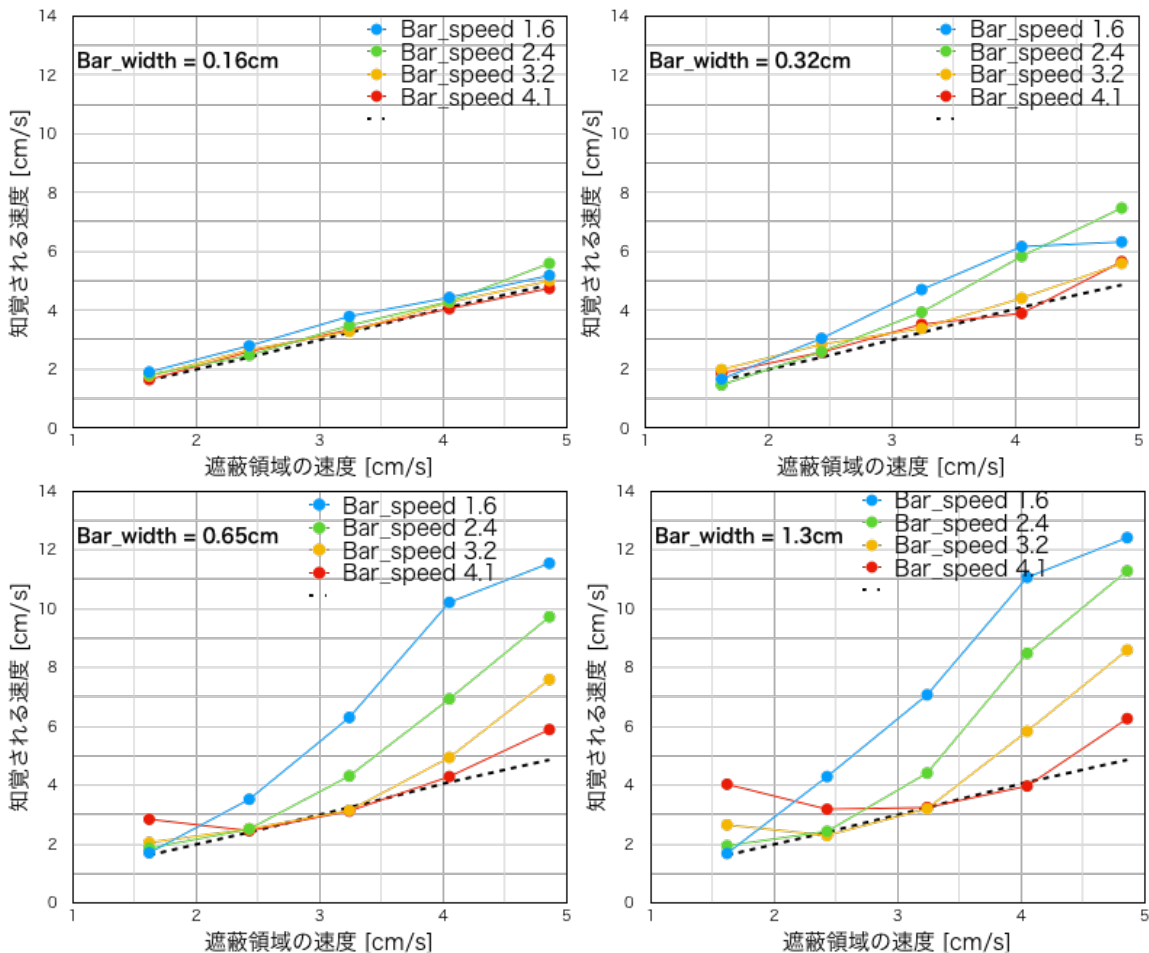 Bar_width = 0.16cm
Bar_speed 1.6
Bar_speed 2.4
Bar_speed 3.2
Bar_speed 4.1
知覚される速度 [cm/s]
14
12
10
8
6
4
2
0
1 2 3 4 5
遮蔽領域の速度 [cm/s]
Bar_width = 0.32cm
Bar_speed 1.6
Bar_speed 2.4
Bar_speed 3.2
Bar_speed 4.1
知覚される速度 [cm/s]
14
12
10
8
6
4
2
0
1 2 3 4 5
遮蔽領域の速度 [cm/s]
Bar_width = 0.65cm
Bar_speed 1.6
Bar_speed 2.4
Bar_speed 3.2
Bar_speed 4.1
知覚される速度 [cm/s]
14
12
10
8
6
4
2
0
1 2 3 4 5
遮蔽領域の速度 [cm/s]
Bar_width = 1.3cm
Bar_speed 1.6
Bar_speed 2.4
Bar_speed 3.2
Bar_speed 4.1
知覚される速度 [cm/s]
14
12
10
8
6
4
2
0
1 2 3 4 5
遮蔽領域の速度 [cm/s]